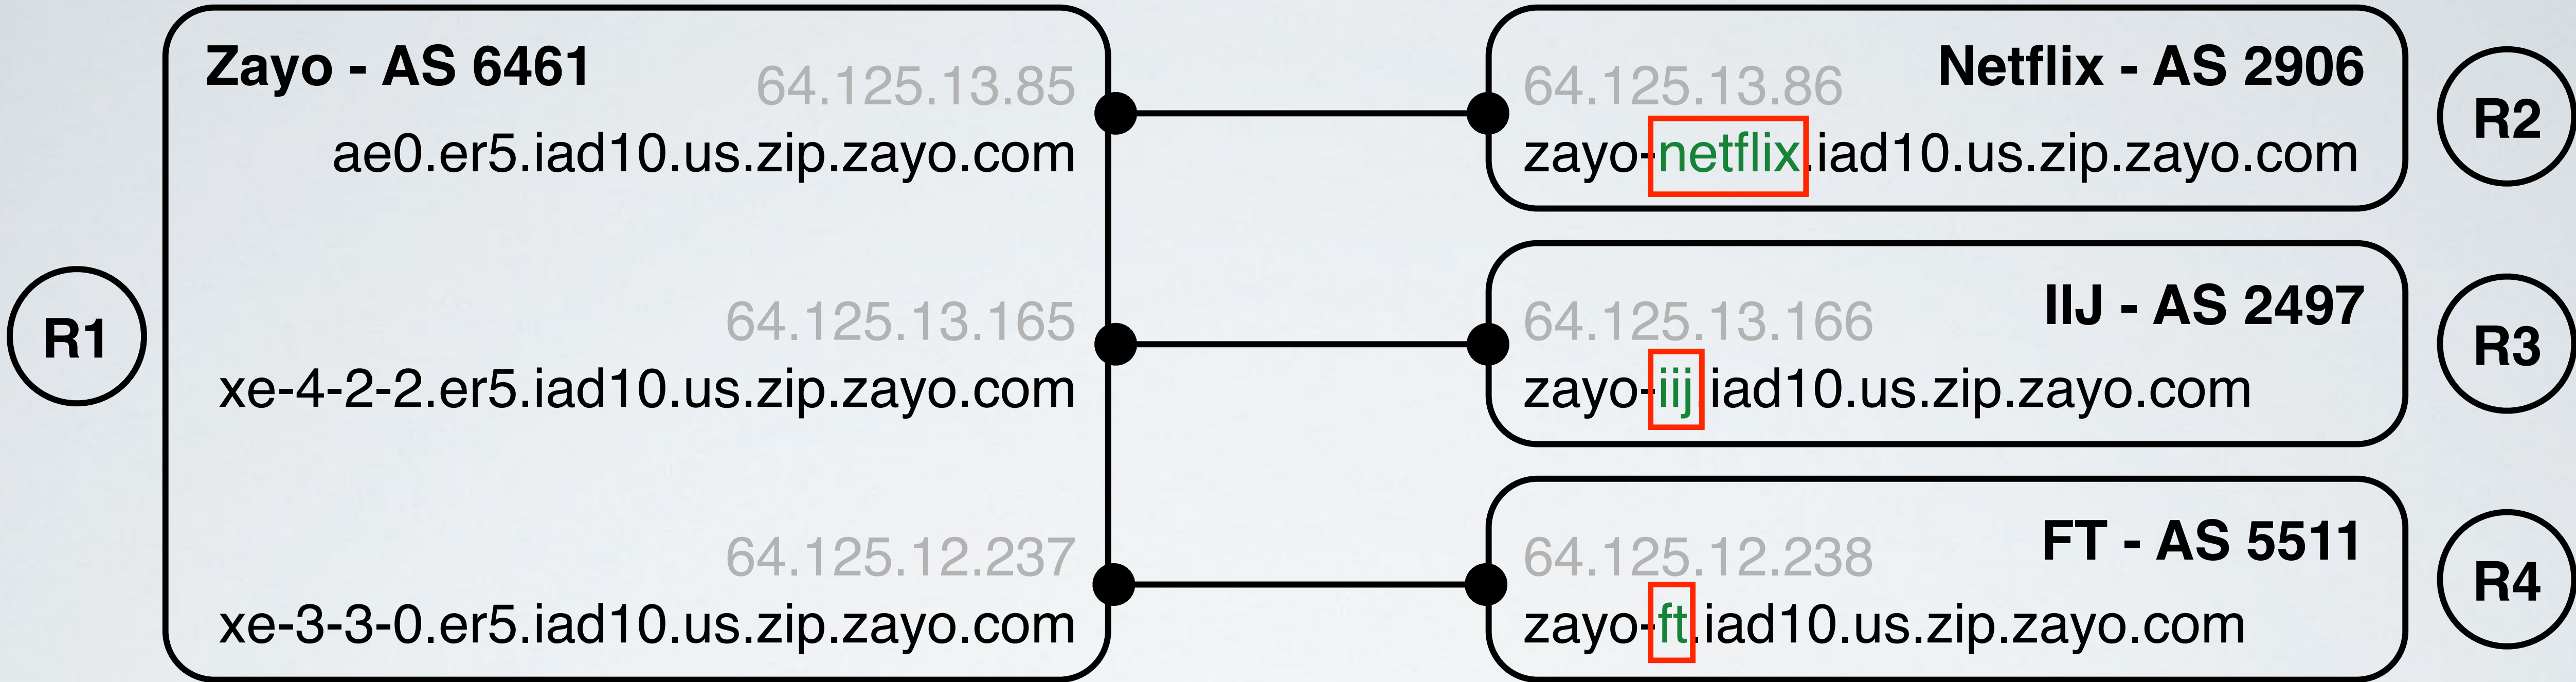 R1
Zayo - AS 6461
64.125.13.85
ae0.er5.iad10.us.zip.zayo.com
64.125.13.165
xe-4-2-2.er5.iad10.us.zip.zayo.com
64.125.12.237
xe-3-3-0.er5.iad10.us.zip.zayo.com
64.125.13.86
Netflix - AS 2906
zayo-netflix.iad10.us.zip.zayo.com
R2
64.125.13.166
IIJ - AS 2497
zayo-iij.iad10.us.zip.zayo.com
R3
64.125.12.238
FT - AS 5511
zayo-ft.iad10.us.zip.zayo.com
R4